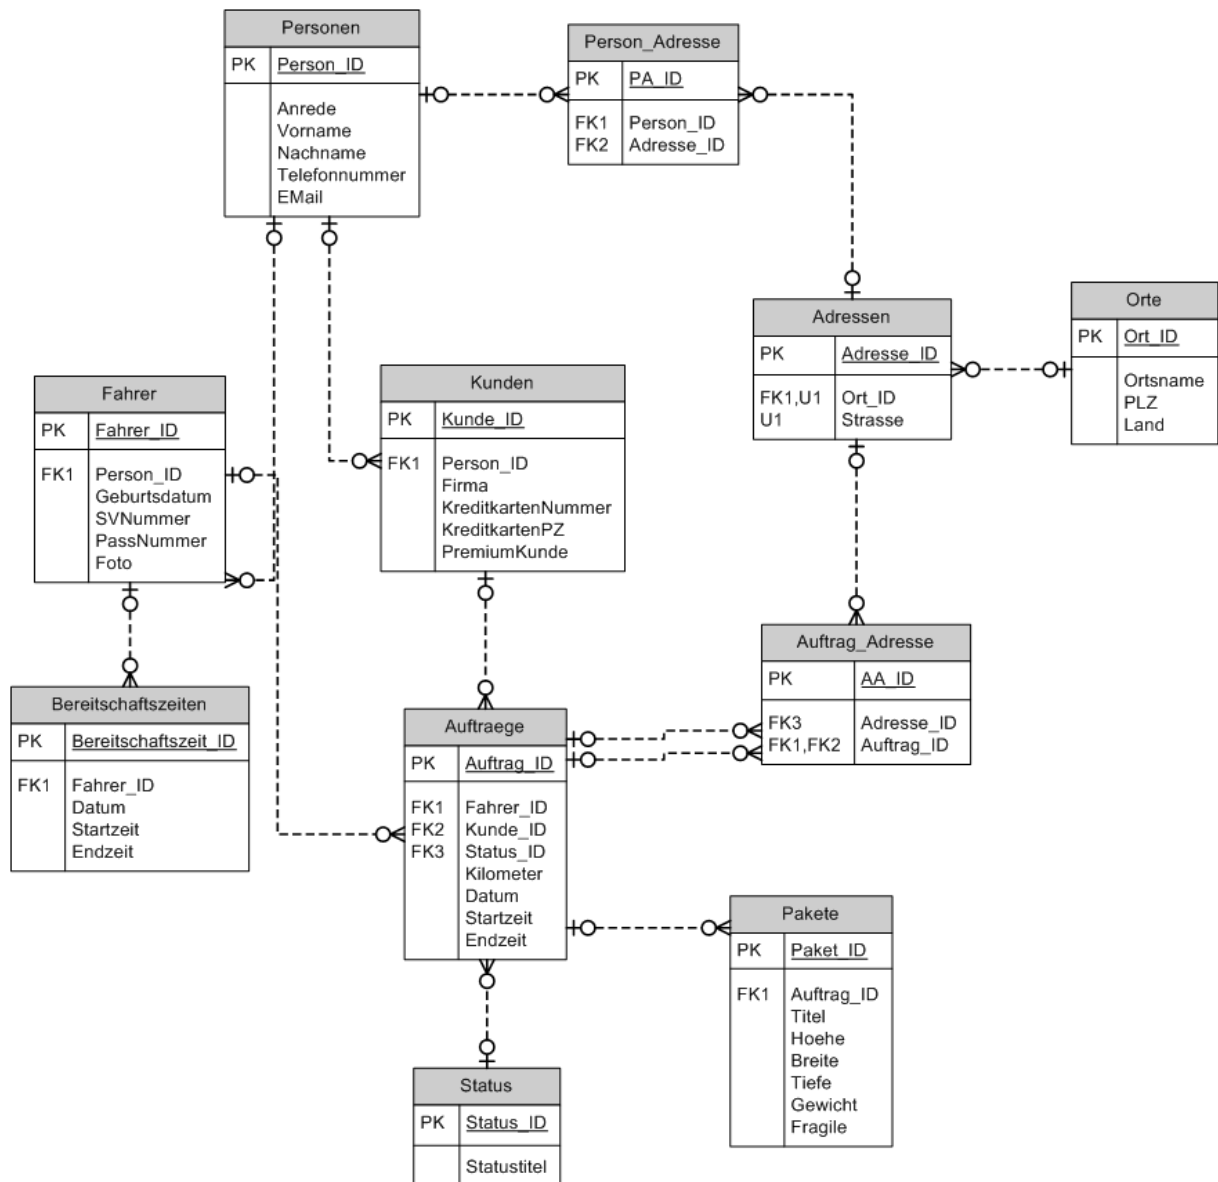 Personen
PK Person_ID
Anrede
Vorname
Nachname
Telefonnummer
EMail
Person_Adresse
PK PA_ID
FK1 Person_ID
FK2 Adresse_ID
Adressen
PK Adresse_ID
FK1,U1 Ort_ID
U1 Strasse
Orte
PK Ort_ID
Ortsname
PLZ
Land
Fahrer
PK Fahrer_ID
FK1 Person_ID
Geburtsdatum
SVNummer
PassNummer
Foto
Kunden
PK Kunde_ID
FK1 Person_ID
Firma
KreditkartenNummer
KreditkartenPZ
PremiumKunde
Bereitschaftszeiten
PK Bereitschaftszeit_ID
FK1 Fahrer_ID
Datum
Startzeit
Endzeit
Auftraege
PK Auftrag_ID
FK1 Fahrer_ID
FK2 Kunde_ID
FK3 Status_ID
Kilometer
Datum
Startzeit
Endzeit
Auftrag_Adresse
PK AA_ID
FK3 Adresse_ID
FK1,FK2 Auftrag_ID
Pakete
PK Paket_ID
FK1 Auftrag_ID
Titel
Hoehe
Breite
Tiefe
Gewicht
Fragile
Status
PK Status_ID
Statustitel